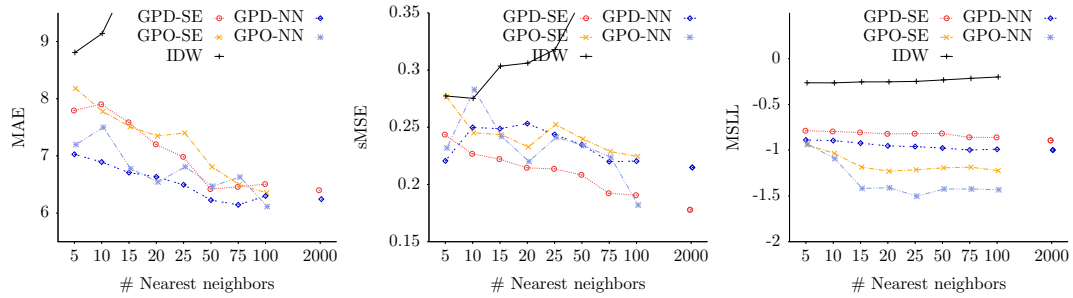 GPD-SE GPD-NN
GPO-SE GPO-NN
IDW
9
8
7
6
MAE
5 10 15 20 25 50 75 100 2000
# Nearest neighbors
GPD-SE GPD-NN
GPO-SE GPO-NN
IDW
0.35
0.3
0.25
0.2
0.15
sMSE
5 10 15 20 25 50 75 100 2000
# Nearest neighbors
GPD-SE GPD-NN
GPO-SE GPO-NN
IDW
0
-0.5
-1
-1.5
-2
MSLL
5 10 15 20 25 50 75 100 2000
# Nearest neighbors